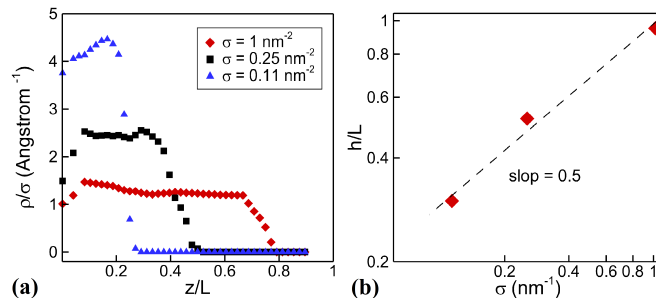 σ = 1 nm⁻²
σ = 0.25 nm⁻²
σ = 0.11 nm⁻²
ρ/σ (Angstrom⁻¹)
5
4
3
2
1
0
0.2 0.4 0.6 0.8 1
z/L
(a)
h/L
1
0.8
0.6
0.4
0.2
slop = 0.5
0.2 0.4 0.6 0.8 1
σ (nm⁻¹)
(b)